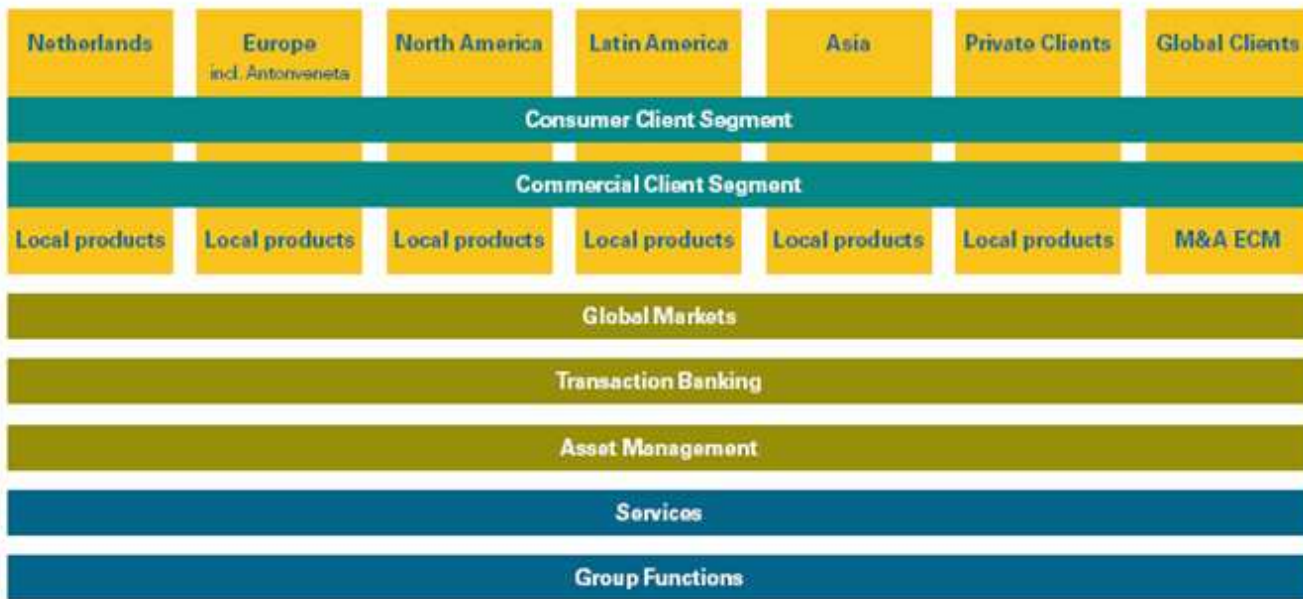 Netherlands Europe North America Latin America Asia Private Clients Global Clients
incl. Antonveneta
Consumer Client Segment
Commercial Client Segment
Local products Local products Local products Local products Local products Local products M&A ECM
Global Markets
Transaction Banking
Asset Management
Services
Group Functions